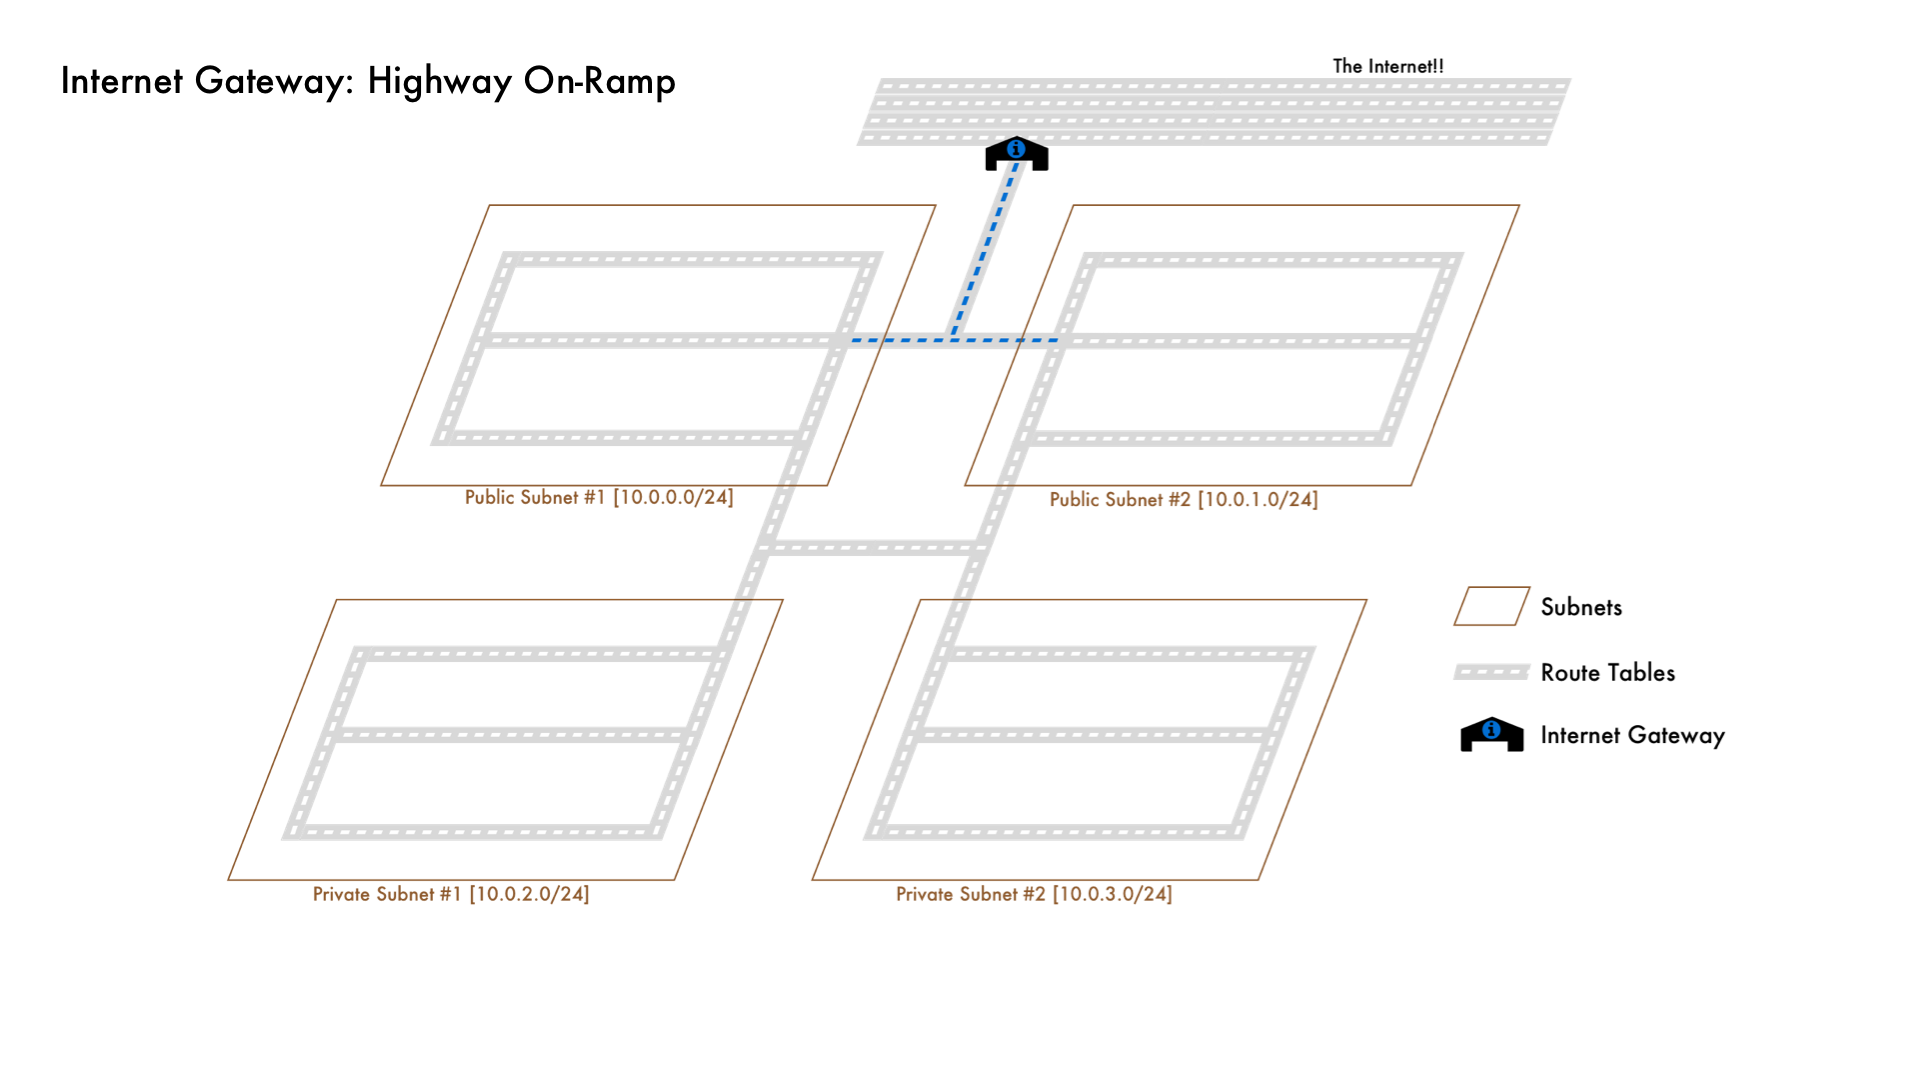 Internet Gateway: Highway On-Ramp
The Internet!!
Public Subnet #1 [10.0.0.0/24]
Public Subnet #2 [10.0.1.0/24]
Subnets
Route Tables
Internet Gateway
Private Subnet #1 [10.0.2.0/24]
Private Subnet #2 [10.0.3.0/24]